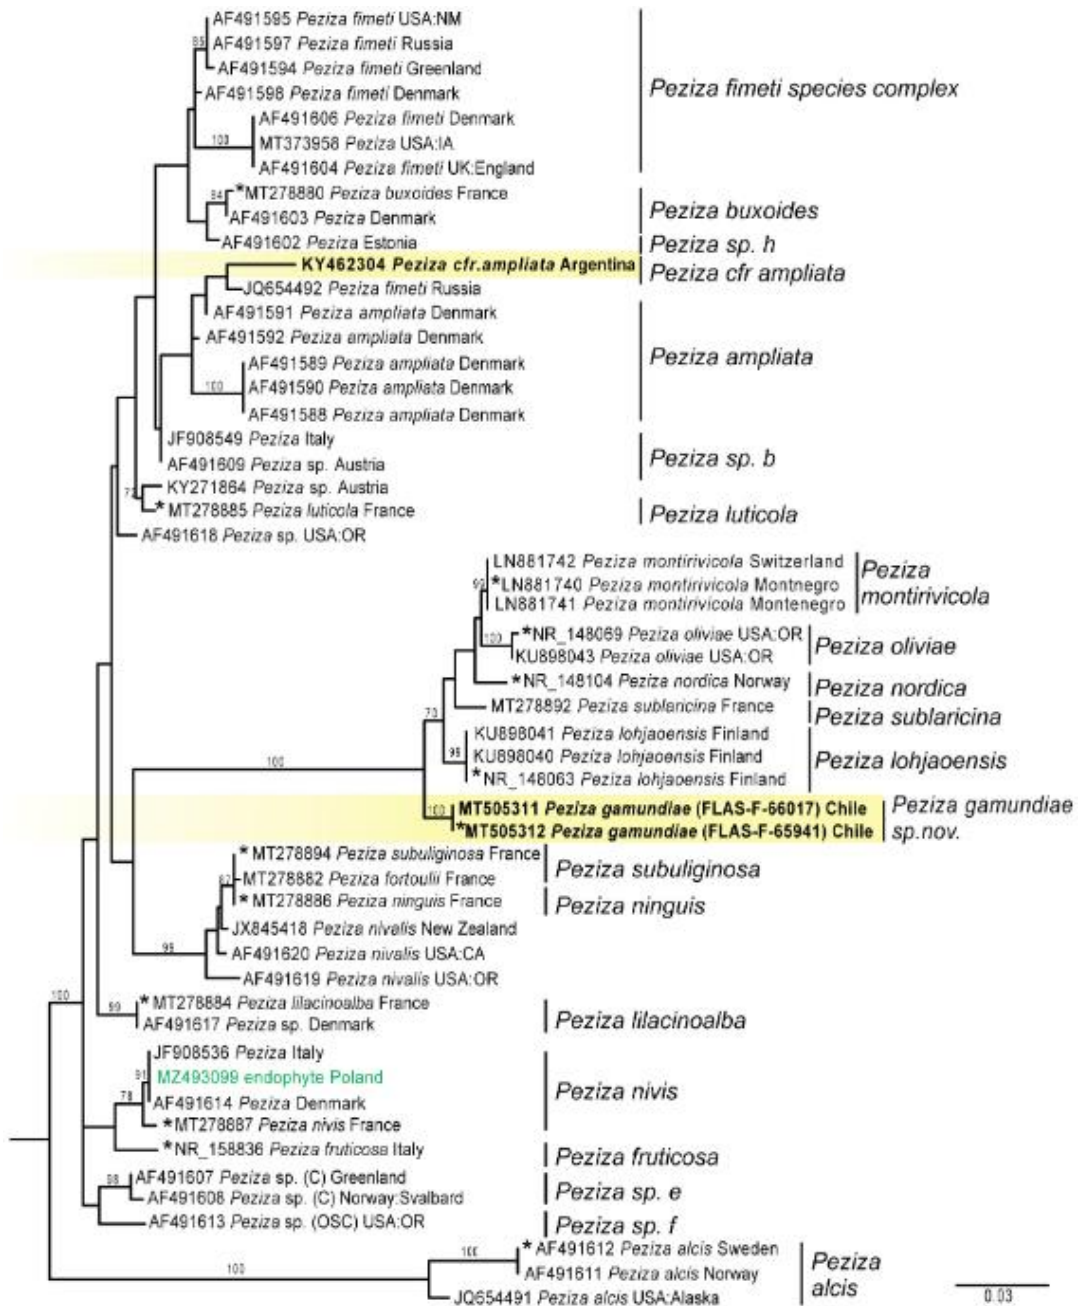 AF491595 Peziza fimeti USA:NM
85
AF491597 Peziza fimeti Russia
AF491594 Peziza fimeti Greenland
Peziza fimeti species complex
AF491598 Peziza fimeti Denmark
AF491606 Peziza fimeti Denmark
100
MT373958 Peziza USA:IA
AF491604 Peziza fimeti UK:England
84
*MT278880 Peziza buxoides France
Peziza buxoides
AF491603 Peziza Denmark
AF491602 Peziza Estonia
Peziza sp. h
KY462304 Peziza cfr.ampliata Argentina
Peziza cfr ampliata
JQ654492 Peziza fimeti Russia
AF491591 Peziza ampliata Denmark
AF491592 Peziza ampliata Denmark
Peziza ampliata
AF491589 Peziza ampliata Denmark
100
AF491590 Peziza ampliata Denmark
AF491588 Peziza ampliata Denmark
JF908549 Peziza Italy
Peziza sp. b
AF491609 Peziza sp. Austria
KY271864 Peziza sp. Austria
*MT278885 Peziza luticola France
Peziza luticola
AF491618 Peziza sp. USA:OR
LN881742 Peziza montirivicola Switzerland
*LN881740 Peziza montirivicola Montnegro
LN881741 Peziza montirivicola Montenegro
Peziza
montirivicola
100
*NR_148069 Peziza oliviae USA:OR
KU898043 Peziza oliviae USA:OR
Peziza oliviae
*NR_148104 Peziza nordica Norway
Peziza nordica
MT278892 Peziza sublaricina France
Peziza sublaricina
70
KU898041 Peziza lohjaoensis Finland
98
KU898040 Peziza lohjaoensis Finland
*NR_148063 Peziza lohjaoensis Finland
Peziza lohjaoensis
100
100
MT505311 Peziza gamundiae (FLAS-F-66017) Chile
*MT505312 Peziza gamundiae (FLAS-F-65941) Chile
Peziza gamundiae
sp.nov.
*MT278894 Peziza subuliginosa France
Peziza subuliginosa
MT278882 Peziza fortoulii France
*MT278886 Peziza ninguis France
Peziza ninguis
JX845418 Peziza nivalis New Zealand
98
AF491620 Peziza nivalis USA:CA
AF491619 Peziza nivalis USA:OR
100
99
*MT278884 Peziza lilacinoalba France
AF491617 Peziza sp. Denmark
Peziza lilacinoalba
JF908536 Peziza Italy
91
MZ493099 endophyte Poland
78
AF491614 Peziza Denmark
Peziza nivis
*MT278887 Peziza nivis France
*NR_158836 Peziza fruticosa Italy
Peziza fruticosa
98
AF491607 Peziza sp. (C) Greenland
AF491608 Peziza sp. (C) Norway:Svalbard
Peziza sp. e
AF491613 Peziza sp. (OSC) USA:OR
Peziza sp. f
100
100
*AF491612 Peziza alcis Sweden
AF491611 Peziza alcis Norway
JQ654491 Peziza alcis USA:Alaska
Peziza
alcis
0.03